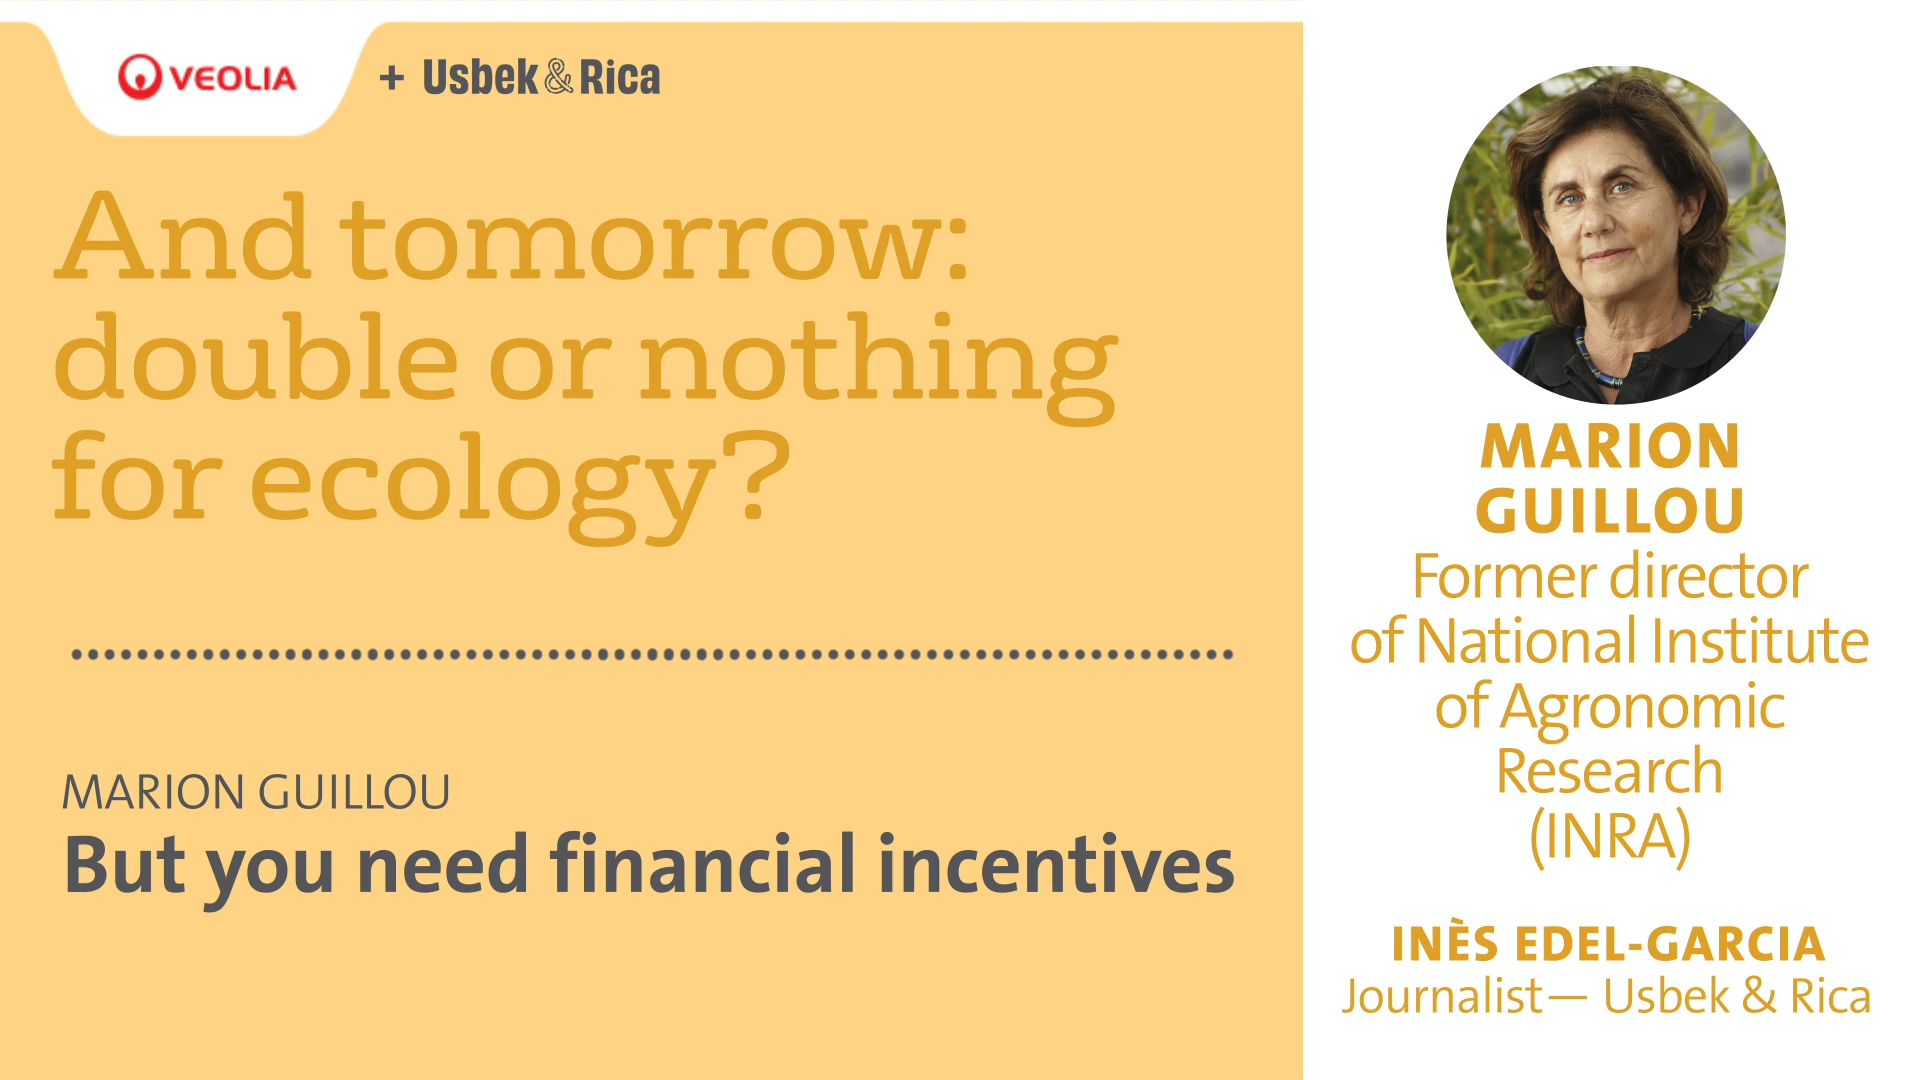 VEOLIA + Usbek & Rica
And tomorrow:
double or nothing
for ecology?
MARION GUILLOU
But you need financial incentives
MARION
GUILLOU
Former director
of National Institute
of Agronomic
Research
(INRA)
INÈS EDEL-GARCIA
Journalist — Usbek & Rica